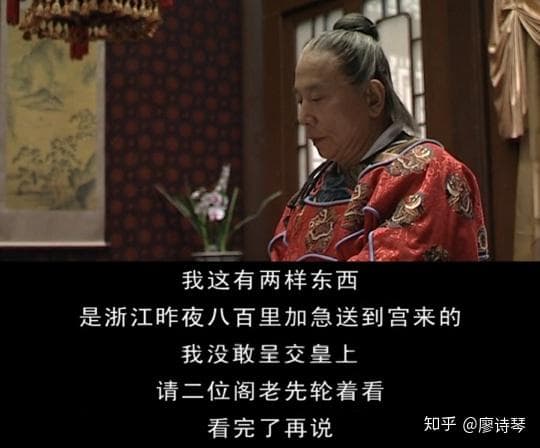 我这有两样东西
是浙江昨夜八百里加急送到宫来的
我没敢呈交皇上
请二位阁老先轮着看
看完了再说
知乎 @廖诗琴